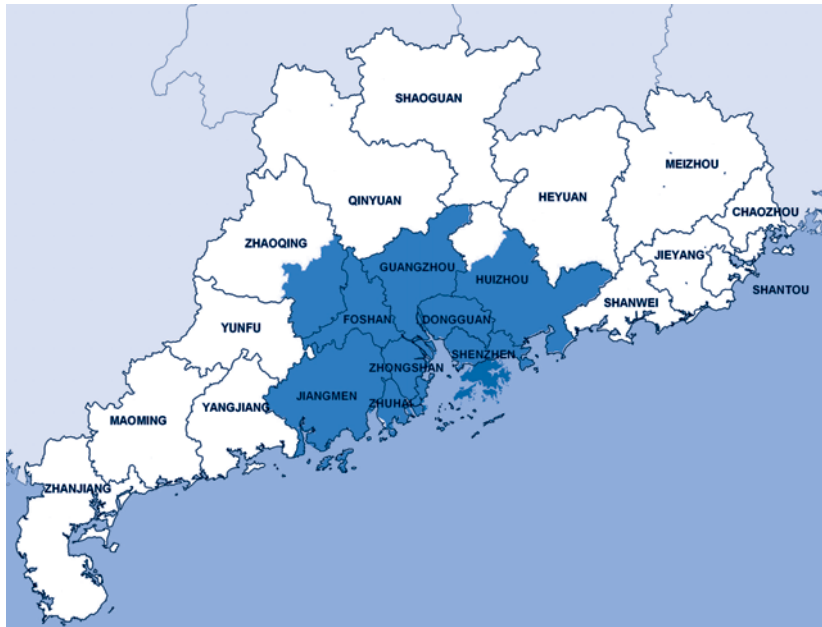 SHAOGUAN
MEIZHOU
QINYUAN
HEYUAN
CHAOZHOU
ZHAOQING
JIEYANG
GUANGZHOU
HUIZHOU
SHANTOU
SHANWEI
FOSHAN
DONGGUAN
YUNFU
SHENZHEN
ZHONGSHAN
JIANGMEN
ZHUHAI
YANGJIANG
MAOMING
ZHANJIANG